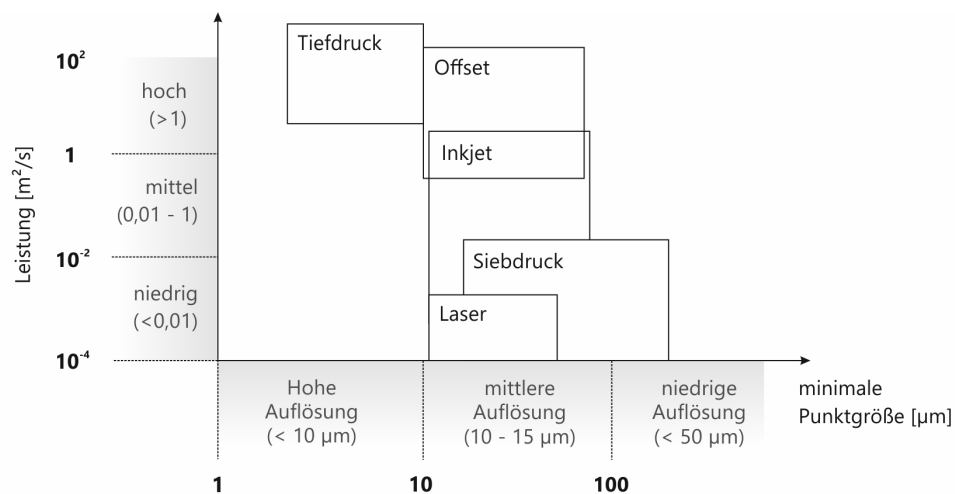 Leistung [m²/s]
10²
hoch
(>1)
1
mittel
(0,01 - 1)
10⁻²
niedrig
(<0,01)
10⁻⁴
Tiefdruck
Offset
Inkjet
Siebdruck
Laser
Hohe
Auflösung
(< 10 µm)
mittlere
Auflösung
(10 - 15 µm)
niedrige
Auflösung
(< 50 µm)
minimale
Punktgröße [µm]
1
10
100